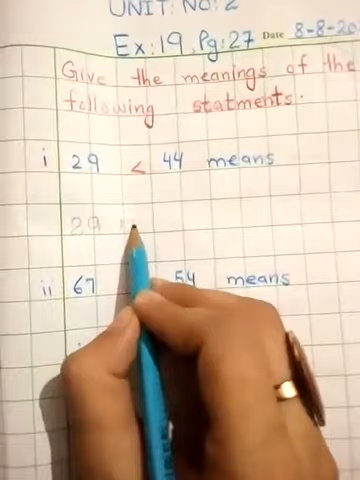 UNIT: NO: 2
Ex:19, Pg:27 Date 8-8-20
Give the meanings of the
following statments.
i 29 < 44 means
29
ii 67 54 means